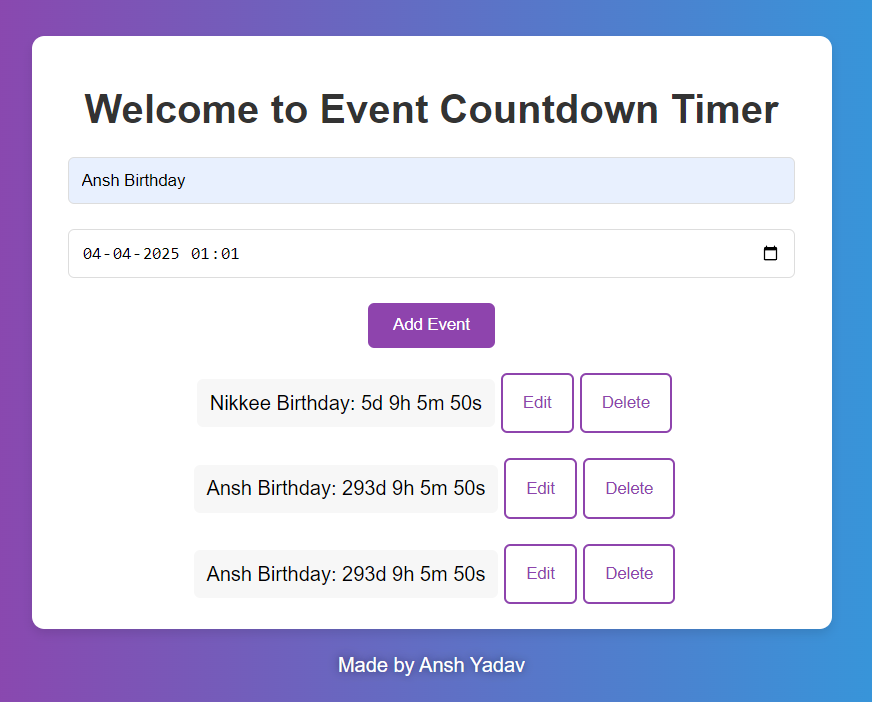 Welcome to Event Countdown Timer
Ansh Birthday
04-04-2025 01:01
Add Event
Nikkee Birthday: 5d 9h 5m 50s Edit Delete
Ansh Birthday: 293d 9h 5m 50s Edit Delete
Ansh Birthday: 293d 9h 5m 50s Edit Delete
Made by Ansh Yadav